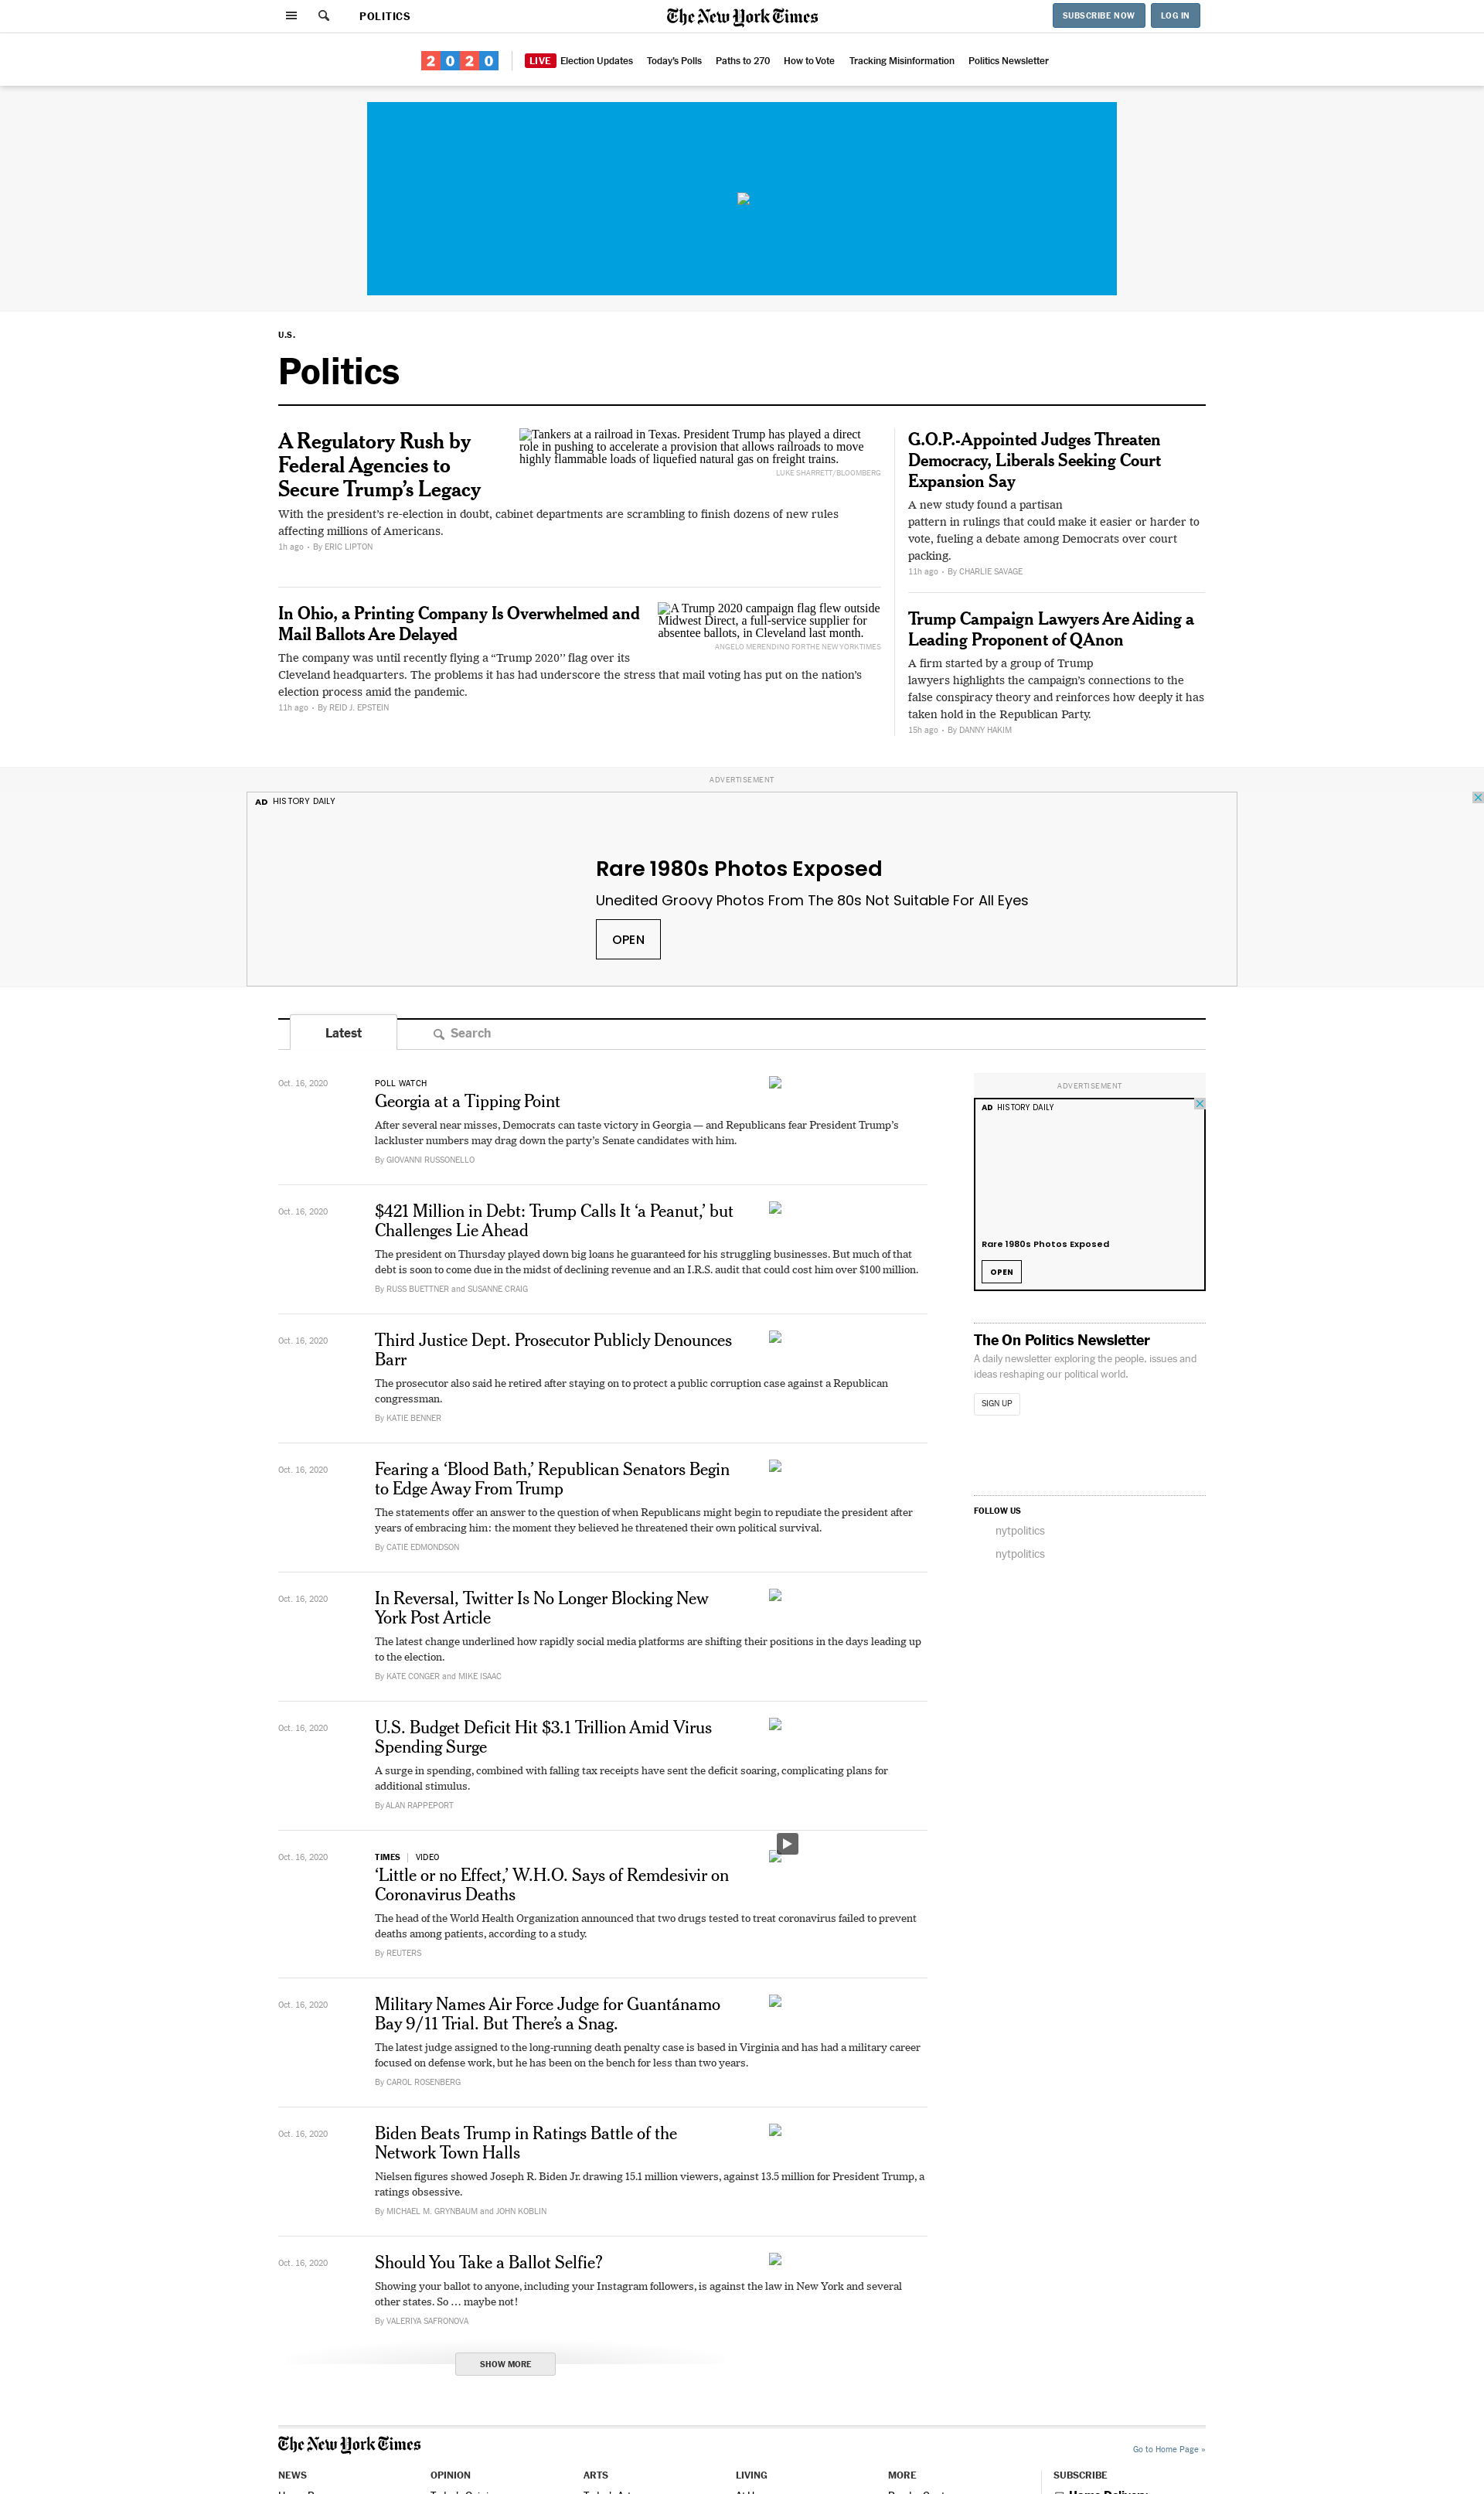 POLITICS
The New York Times
SUBSCRIBE NOW
LOG IN
2020
LIVE Election Updates
Today's Polls
Paths to 270
How to Vote
Tracking Misinformation
Politics Newsletter
U.S.
Politics
A Regulatory Rush by
Federal Agencies to
Secure Trump's Legacy
Tankers at a railroad in Texas. President Trump has played a direct
role in pushing to accelerate a provision that allows railroads to move
highly flammable loads of liquefied natural gas on freight trains.
LUKE SHARRETT/BLOOMBERG
With the president's re-election in doubt, cabinet departments are scrambling to finish dozens of new rules
affecting millions of Americans.
1h ago • By ERIC LIPTON
In Ohio, a Printing Company Is Overwhelmed and
Mail Ballots Are Delayed
A Trump 2020 campaign flag flew outside
Midwest Direct, a full-service supplier for
absentee ballots, in Cleveland last month.
ANGELO MERENDINO FOR THE NEW YORK TIMES
The company was until recently flying a “Trump 2020’’ flag over its
Cleveland headquarters. The problems it has had underscore the stress that mail voting has put on the nation’s
election process amid the pandemic.
11h ago • By REID J. EPSTEIN
G.O.P.-Appointed Judges Threaten
Democracy, Liberals Seeking Court
Expansion Say
A new study found a partisan
pattern in rulings that could make it easier or harder to
vote, fueling a debate among Democrats over court
packing.
11h ago • By CHARLIE SAVAGE
Trump Campaign Lawyers Are Aiding a
Leading Proponent of QAnon
A firm started by a group of Trump
lawyers highlights the campaign’s connections to the
false conspiracy theory and reinforces how deeply it has
taken hold in the Republican Party.
15h ago • By DANNY HAKIM
ADVERTISEMENT
AD HISTORY DAILY
Rare 1980s Photos Exposed
Unedited Groovy Photos From The 80s Not Suitable For All Eyes
OPEN
Latest
Search
Oct. 16, 2020
POLL WATCH
Georgia at a Tipping Point
After several near misses, Democrats can taste victory in Georgia — and Republicans fear President Trump’s
lackluster numbers may drag down the party’s Senate candidates with him.
By GIOVANNI RUSSONELLO
Oct. 16, 2020
$421 Million in Debt: Trump Calls It ‘a Peanut,’ but
Challenges Lie Ahead
The president on Thursday played down big loans he guaranteed for his struggling businesses. But much of that
debt is soon to come due in the midst of declining revenue and an I.R.S. audit that could cost him over $100 million.
By RUSS BUETTNER and SUSANNE CRAIG
Oct. 16, 2020
Third Justice Dept. Prosecutor Publicly Denounces
Barr
The prosecutor also said he retired after staying on to protect a public corruption case against a Republican
congressman.
By KATIE BENNER
Oct. 16, 2020
Fearing a ‘Blood Bath,’ Republican Senators Begin
to Edge Away From Trump
The statements offer an answer to the question of when Republicans might begin to repudiate the president after
years of embracing him: the moment they believed he threatened their own political survival.
By CATIE EDMONDSON
Oct. 16, 2020
In Reversal, Twitter Is No Longer Blocking New
York Post Article
The latest change underlined how rapidly social media platforms are shifting their positions in the days leading up
to the election.
By KATE CONGER and MIKE ISAAC
Oct. 16, 2020
U.S. Budget Deficit Hit $3.1 Trillion Amid Virus
Spending Surge
A surge in spending, combined with falling tax receipts have sent the deficit soaring, complicating plans for
additional stimulus.
By ALAN RAPPEPORT
Oct. 16, 2020
TIMES | VIDEO
‘Little or no Effect,’ W.H.O. Says of Remdesivir on
Coronavirus Deaths
The head of the World Health Organization announced that two drugs tested to treat coronavirus failed to prevent
deaths among patients, according to a study.
By REUTERS
Oct. 16, 2020
Military Names Air Force Judge for Guantánamo
Bay 9/11 Trial. But There’s a Snag.
The latest judge assigned to the long-running death penalty case is based in Virginia and has had a military career
focused on defense work, but he has been on the bench for less than two years.
By CAROL ROSENBERG
Oct. 16, 2020
Biden Beats Trump in Ratings Battle of the
Network Town Halls
Nielsen figures showed Joseph R. Biden Jr. drawing 15.1 million viewers, against 13.5 million for President Trump, a
ratings obsessive.
By MICHAEL M. GRYNBAUM and JOHN KOBLIN
Oct. 16, 2020
Should You Take a Ballot Selfie?
Showing your ballot to anyone, including your Instagram followers, is against the law in New York and several
other states. So … maybe not!
By VALERIYA SAFRONOVA
SHOW MORE
ADVERTISEMENT
AD HISTORY DAILY
Rare 1980s Photos Exposed
OPEN
The On Politics Newsletter
A daily newsletter exploring the people, issues and
ideas reshaping our political world.
SIGN UP
FOLLOW US
nytpolitics
nytpolitics
The New York Times
Go to Home Page »
NEWS
OPINION
ARTS
LIVING
MORE
SUBSCRIBE